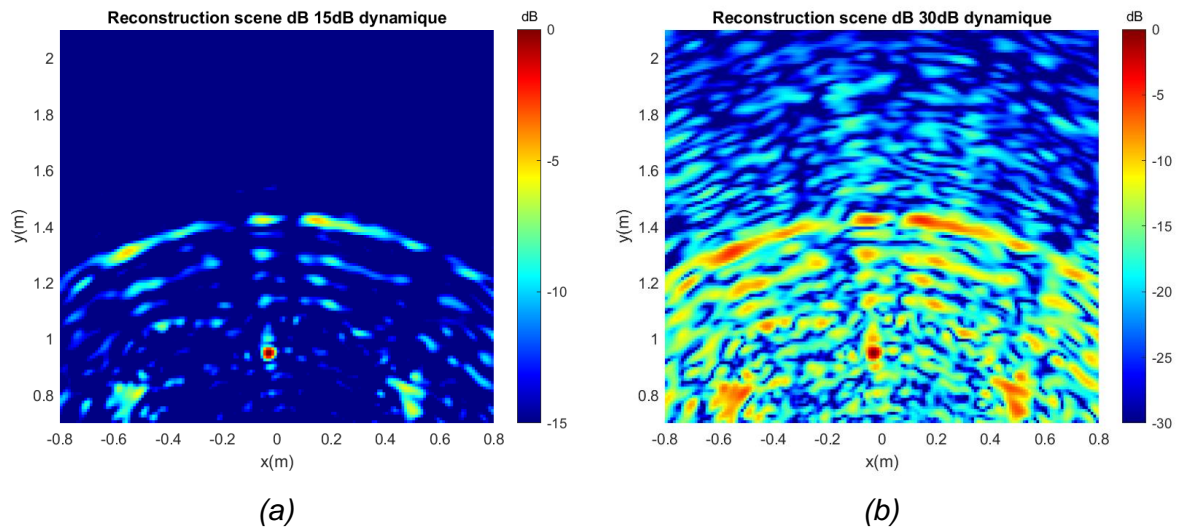 Reconstruction scene dB 15dB dynamique
dB
0
2
1.8
-5
1.6
y(m)
1.4
-10
1.2
1
0.8
-15
-0.8 -0.6 -0.4 -0.2 0 0.2 0.4 0.6 0.8
x(m)
(a)
Reconstruction scene dB 30dB dynamique
dB
0
2
-5
1.8
-10
1.6
y(m)
1.4
-15
1.2
-20
1
-25
0.8
-30
-0.8 -0.6 -0.4 -0.2 0 0.2 0.4 0.6 0.8
x(m)
(b)